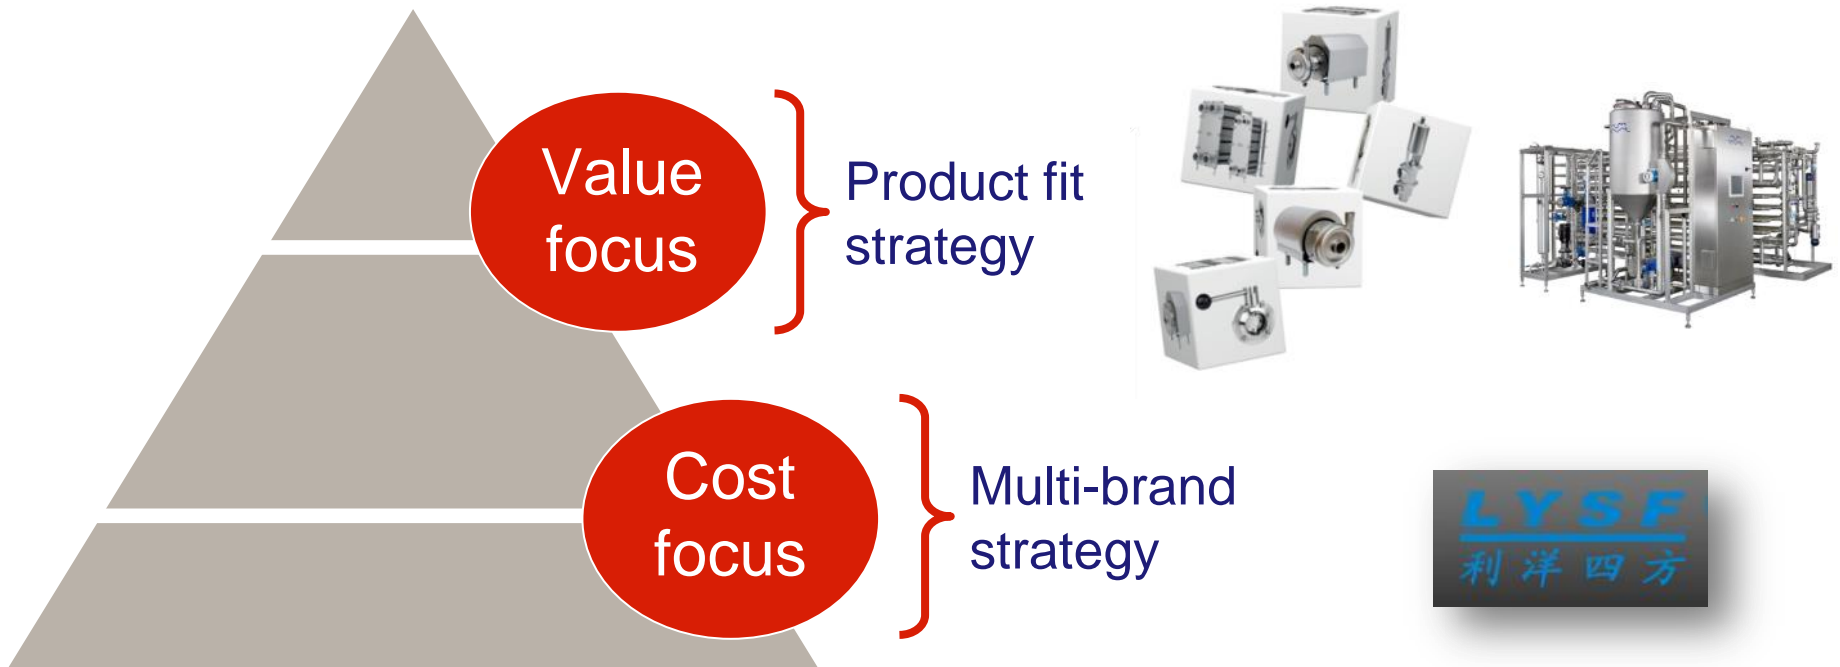 Value
focus
Product fit
strategy
Cost
focus
Multi-brand
strategy
LYSF
利洋四方